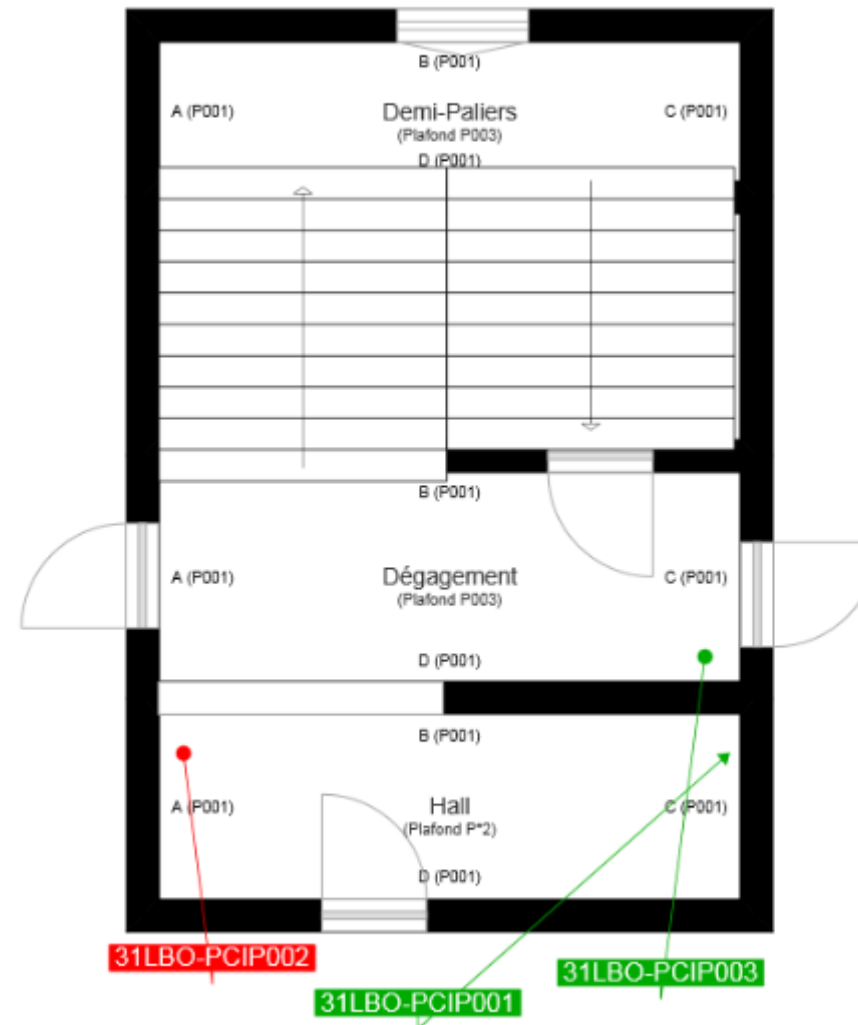 B (P001)
A (P001)
Demi-Paliers
C (P001)
(Plafond P003)
D (P001)
B (P001)
A (P001)
Dégagement
C (P001)
(Plafond P003)
D (P001)
B (P001)
A (P001)
Hall
C (P001)
(Plafond P*2)
D (P001)
31LBO-PCIP002
31LBO-PCIP003
31LBO-PCIP001